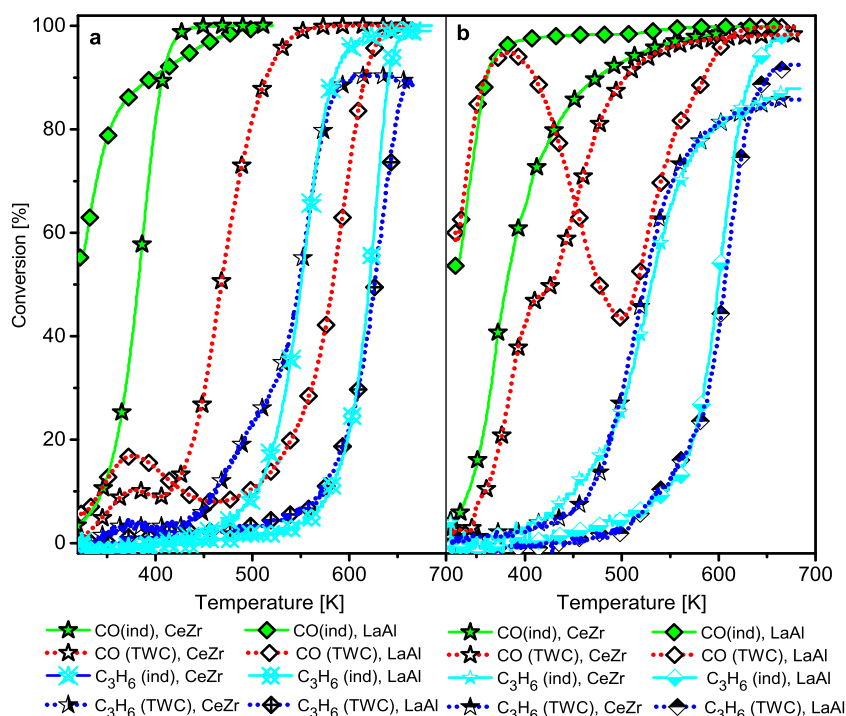 a
b
100
80
60
40
20
0
Conversion [%]
400
500
600
700
400
500
600
700
Temperature [K]
Temperature [K]
CO(ind), CeZr
CO(ind), LaAl
CO(ind), CeZr
CO(ind), LaAl
CO (TWC), CeZr
CO (TWC), LaAl
CO (TWC), CeZr
CO (TWC), LaAl
C₃H₆ (ind), CeZr
C₃H₆ (ind), LaAl
C₃H₆ (ind), CeZr
C₃H₆ (ind), LaAl
C₃H₆ (TWC), CeZr
C₃H₆ (TWC), LaAl
C₃H₆ (TWC), CeZr
C₃H₆ (TWC), LaAl